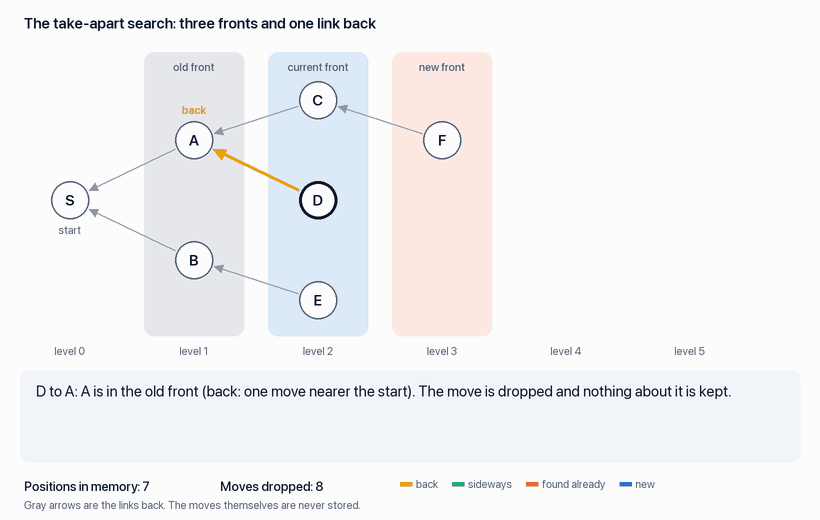 The take-apart search: three fronts and one link back
old front
current front
new front
back
C
A
F
S
D
start
B
E
level 0
level 1
level 2
level 3
level 4
level 5
D to A: A is in the old front (back: one move nearer the start). The move is dropped and nothing about it is kept.
Positions in memory: 7
Moves dropped: 8
back
sideways
found already
new
Gray arrows are the links back. The moves themselves are never stored.